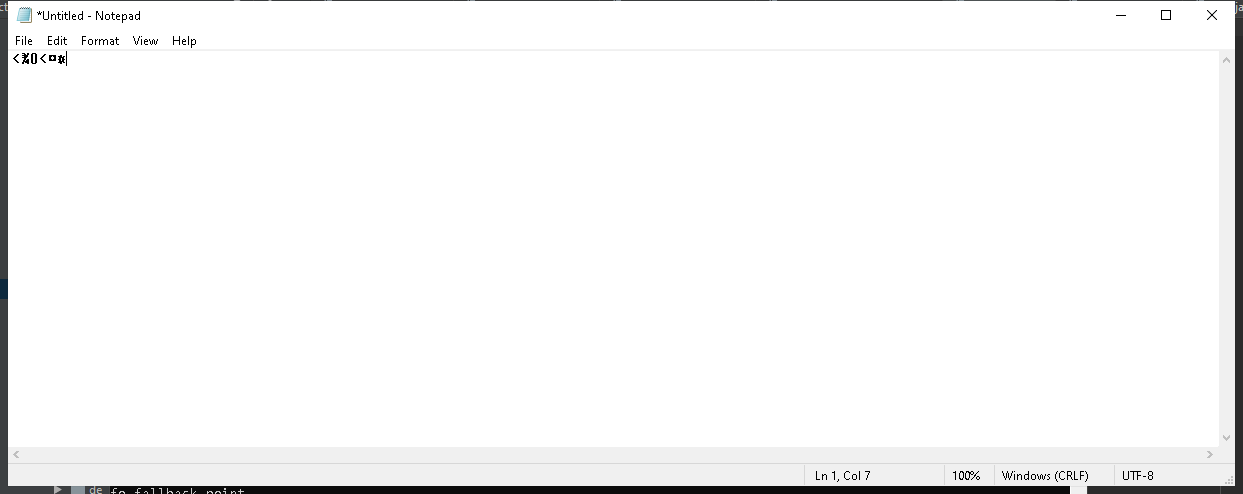 *Untitled - Notepad
File Edit Format View Help
<%0<¤¤
Ln 1, Col 7 100% Windows (CRLF) UTF-8
de fo fallback point